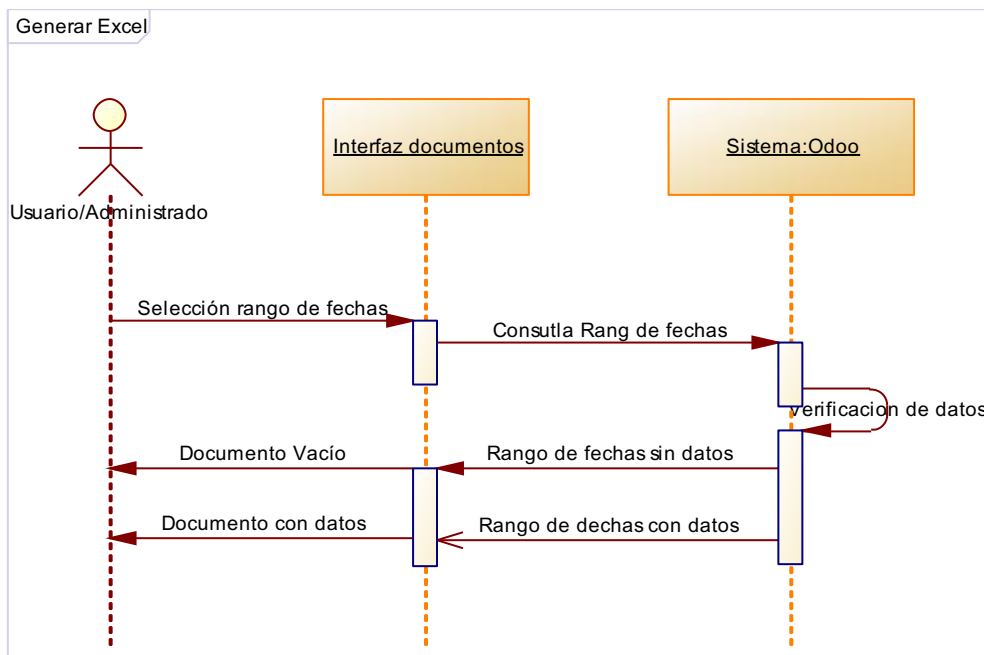 Generar Excel
Interfaz documentos
Sistema:Odoo
Usuario/Administrado
Selección rango de fechas
Consutla Rang de fechas
Verificacion de datos
Documento Vacío
Rango de fechas sin datos
Documento con datos
Rango de dechas con datos